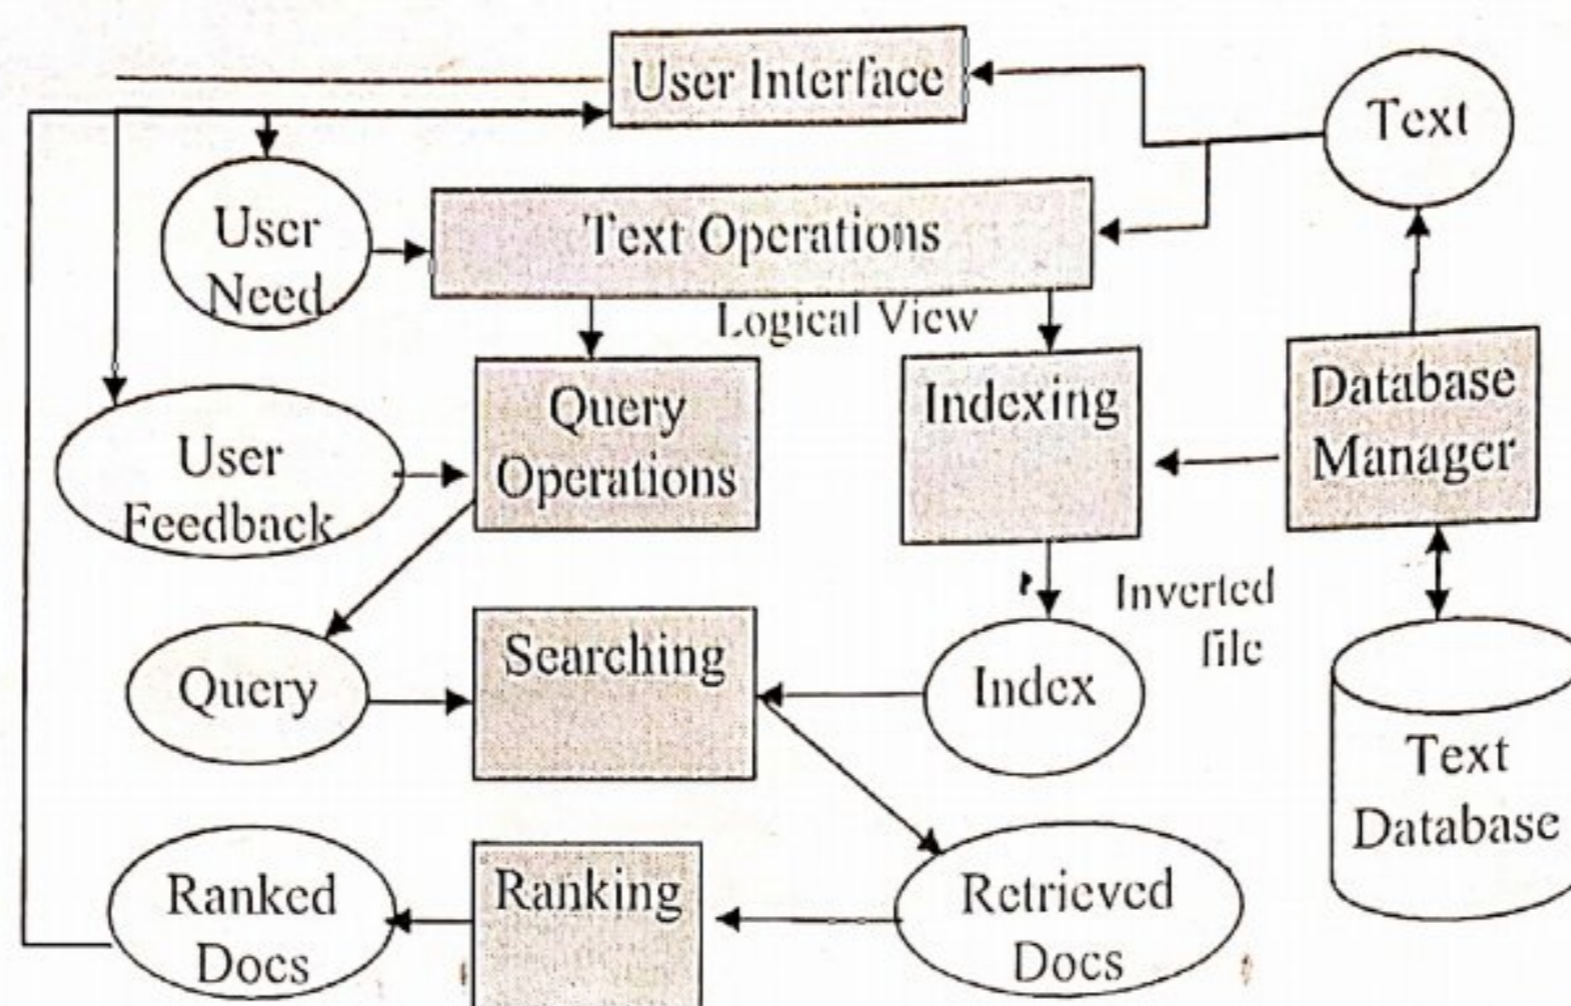 User Interface
Text
User
Need
Text Operations
Logical View
Query
Operations
Indexing
Database
Manager
User
Feedback
Inverted
file
Query
Searching
Index
Text
Database
Ranked
Docs
Ranking
Retrieved
Docs